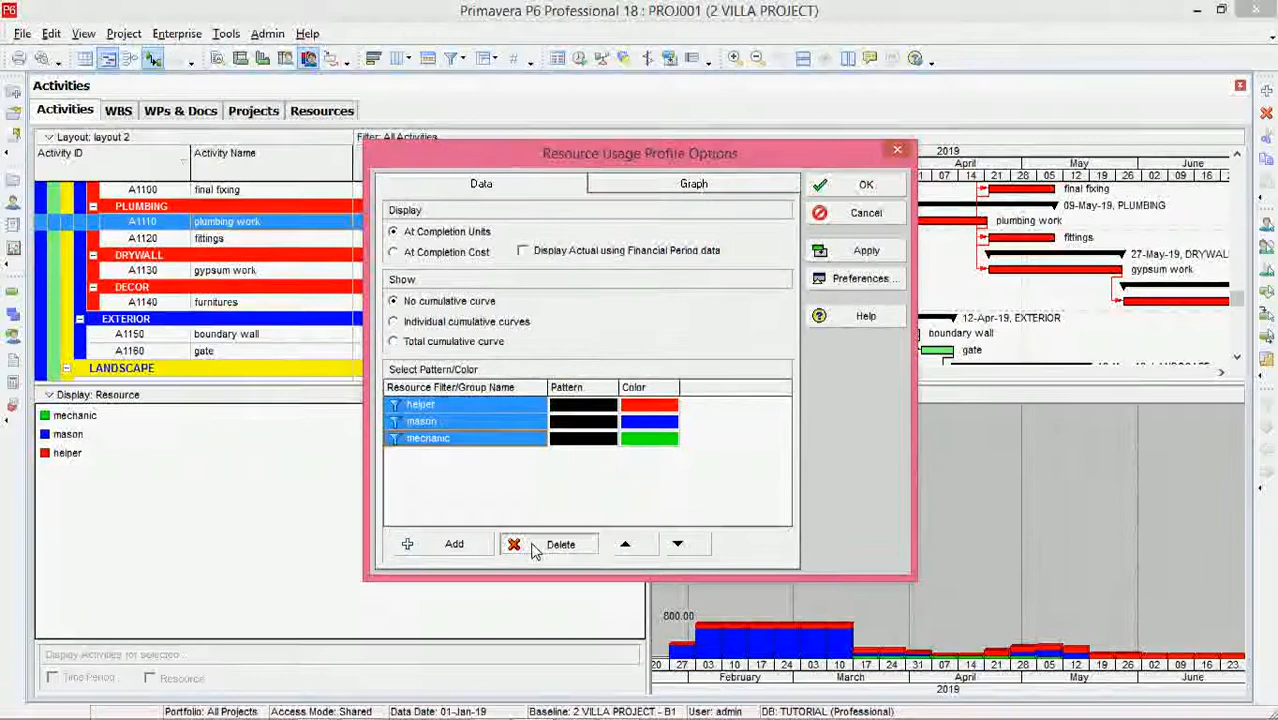 P6
Primavera P6 Professional 18 : PROJ001 (2 VILLA PROJECT)
File Edit View Project Enterprise Tools Admin Help
Activities
Activities WBS WPs & Docs Projects Resources
Layout: layout 2 Filter: All Activities
Activity ID Activity Name
2019
April May June
07 14 21 28 05 12 19 26 02 09 16 23
A1100 final fixing
PLUMBING
A1110 plumbing work
A1120 fittings
DRYWALL
A1130 gypsum work
DECOR
A1140 furnitures
EXTERIOR
A1150 boundary wall
A1160 gate
LANDSCAPE
final fixing
09-May-19, PLUMBING
plumbing work
fittings
27-May-19, DRYWAL
gypsum work
12-Apr-19, EXTERIOR
boundary wall
gate
Resource Usage Profile Options
Data Graph
Display
At Completion Units
At Completion Cost Display Actual using Financial Period data
Show
No cumulative curve
Individual cumulative curves
Total cumulative curve
Select Pattern/Color
Resource Filter/Group Name Pattern Color
helper
mason
mechanic
Add Delete
OK
Cancel
Apply
Preferences...
Help
Display: Resource
mechanic
mason
helper
Display Activities for selected...
Time Period Resource
800.00
20 27 03 10 17 24 03 10 17 24 31 07 14 21 28 05 12 19 26 02 09 16 23
February March April May June
2019
Portfolio: All Projects Access Mode: Shared Data Date: 01-Jan-19 Baseline: 2 VILLA PROJECT - B1 User: admin DB: TUTORIAL (Professional)